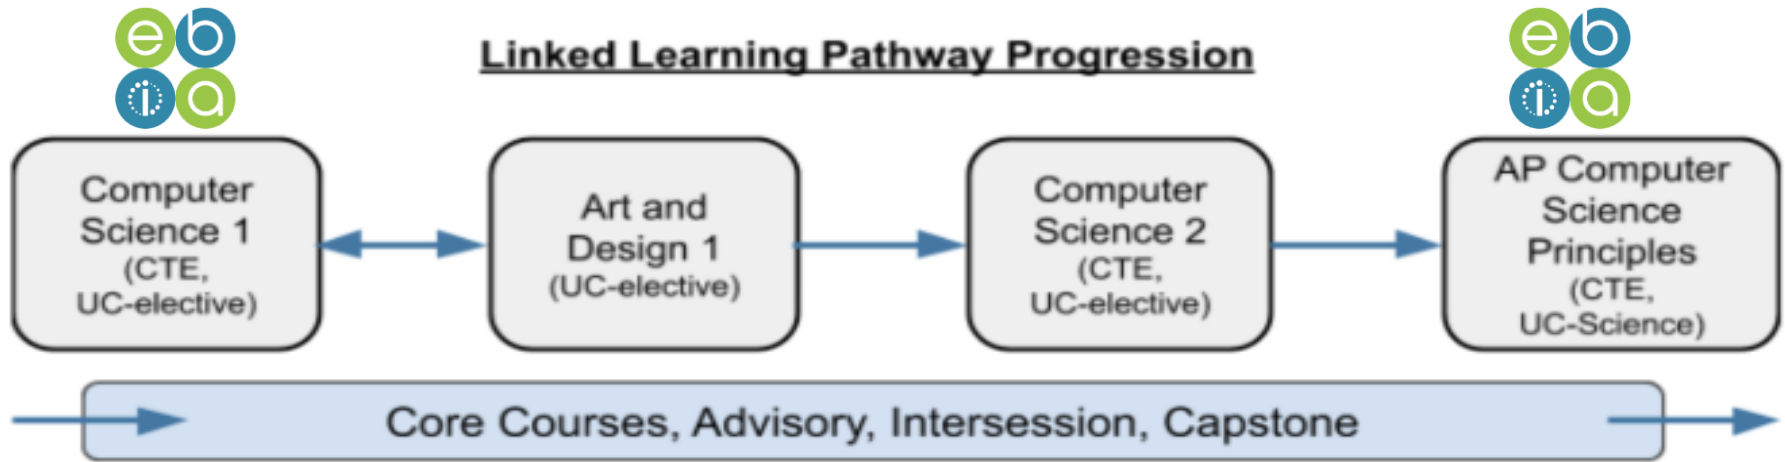 e b
i a
Linked Learning Pathway Progression
e b
i a
Computer
Science 1
(CTE,
UC-elective)
Art and
Design 1
(UC-elective)
Computer
Science 2
(CTE,
UC-elective)
AP Computer
Science
Principles
(CTE,
UC-Science)
Core Courses, Advisory, Intersession, Capstone